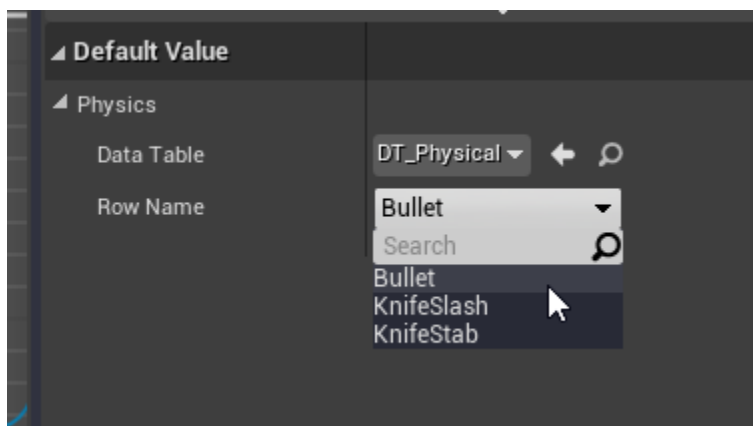 Default Value
Physics
Data Table DT_Physical
Row Name Bullet
Search
Bullet
KnifeSlash
KnifeStab